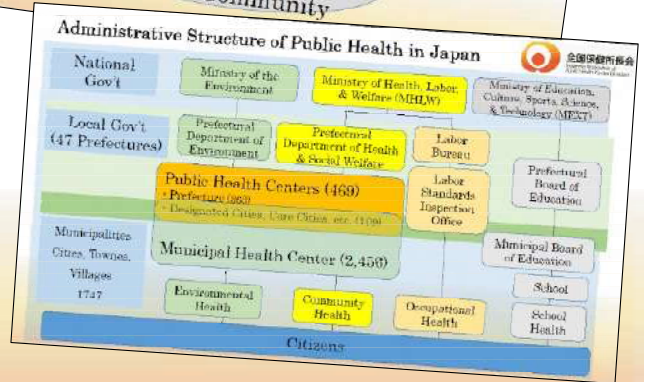 Community
Administrative Structure of Public Health in Japan
全国保健所長会
National
Gov't
Ministry of the
Environment
Ministry of Health, Labor,
& Welfare (MHLW)
Ministry of Education,
Culture, Sports, Science,
& Technology (MEXT)
Local Gov't
(47 Prefectures)
Prefectural
Department of
Environment
Prefectural
Department of Health
& Social Welfare
Labor
Bureau
Prefectural
Board of
Education
Public Health Centers (469)
・Prefecture
・Designated Cities, Core Cities, etc.
Labor
Standards
Inspection
Office
Municipalities
Cities, Townes,
Villages
1747
Municipal Health Center (2,456)
Municipal Board
of Education
School
Environmental
Health
Community
Health
Occupational
Health
School
Health
Citizens